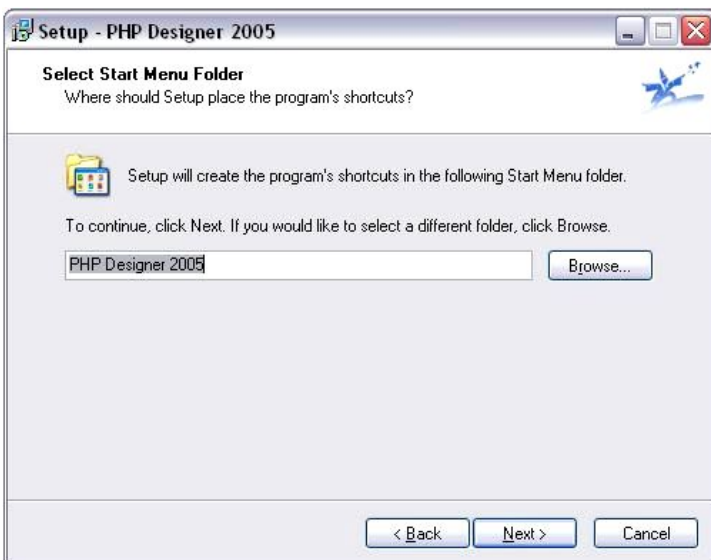 Setup - PHP Designer 2005
Select Start Menu Folder
Where should Setup place the program's shortcuts?
Setup will create the program's shortcuts in the following Start Menu folder.
To continue, click Next. If you would like to select a different folder, click Browse.
PHP Designer 2005
Browse...
< Back
Next >
Cancel